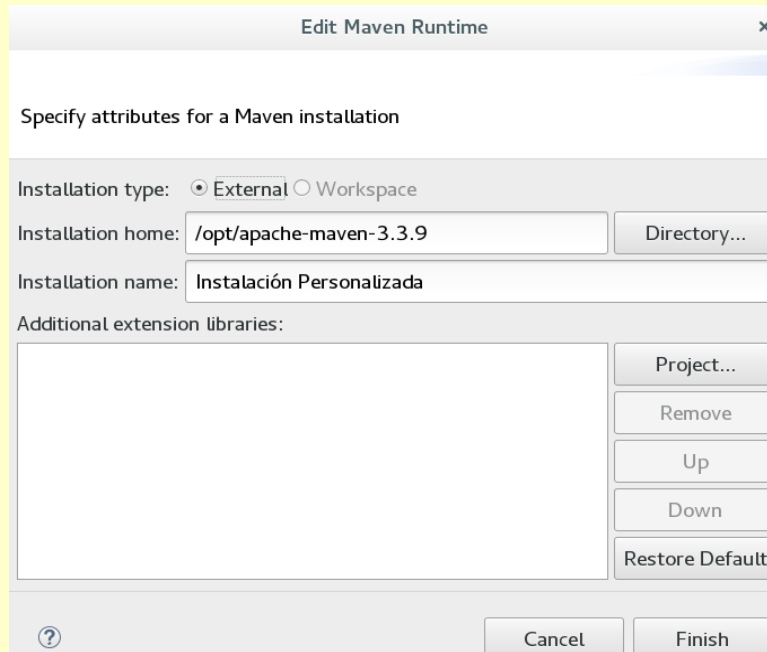 Edit Maven Runtime ×
Specify attributes for a Maven installation
Installation type: External Workspace
Installation home: /opt/apache-maven-3.3.9 Directory...
Installation name: Instalación Personalizada
Additional extension libraries:
Project...
Remove
Up
Down
Restore Default
? Cancel Finish